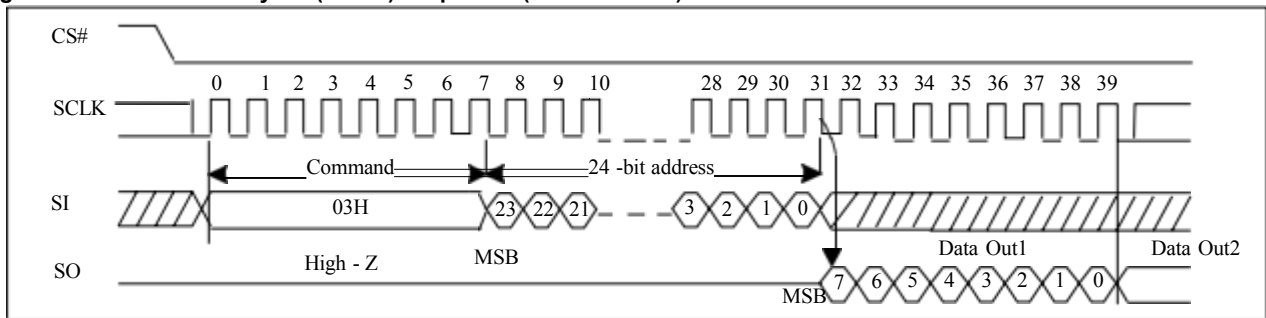 CS#
0 1 2 3 4 5 6 7 8 9 10 28 29 30 31 32 33 34 35 36 37 38 39
SCLK
Command 24 -bit address
SI 03H 23 22 21 3 2 1 0
Data Out1 Data Out2
High - Z MSB
SO
MSB 7 6 5 4 3 2 1 0